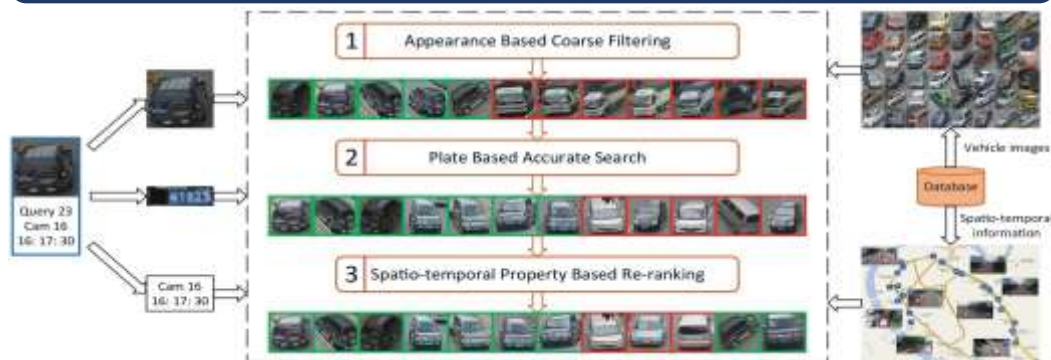 1 Appearance Based Coarse Filtering
2 Plate Based Accurate Search
3 Spatio-temporal Property Based Re-ranking
Query 23
Cam 16
16: 17: 30
Cam 16
16: 17: 30
Vehicle images
Database
Spatio-temporal
information